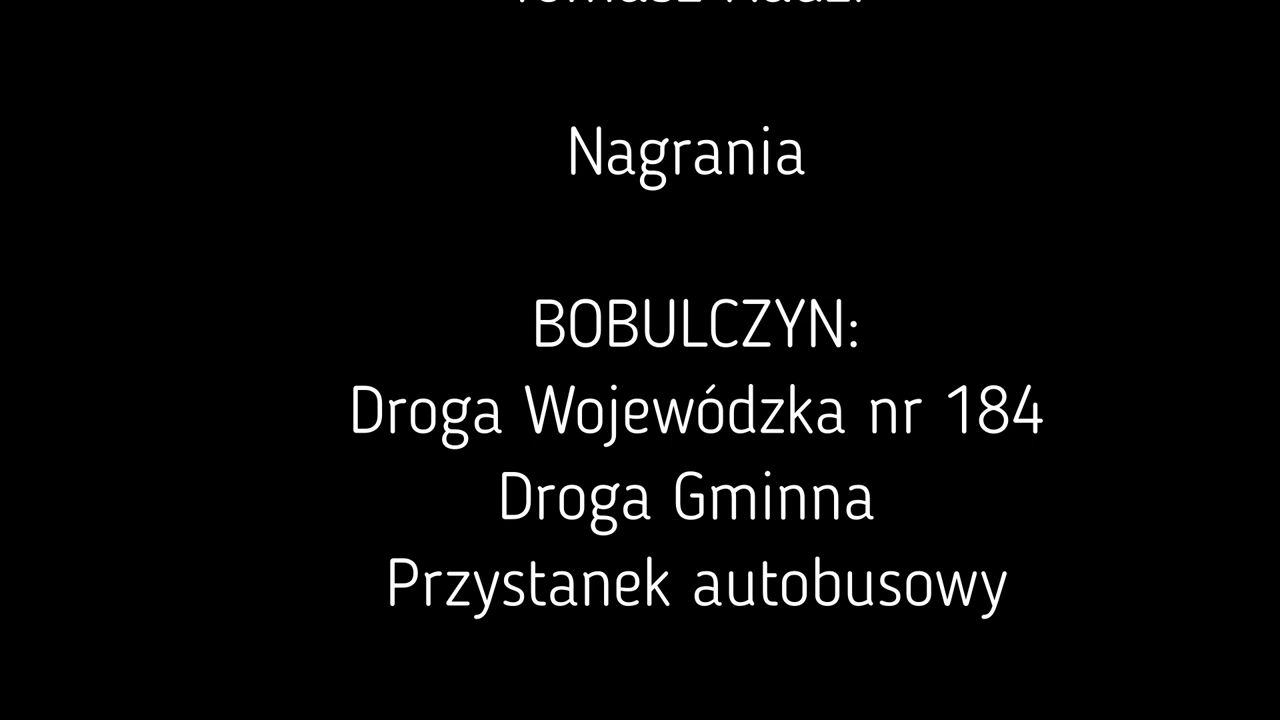 Nagrania
BOBULCZYN:
Droga Wojewódzka nr 184
Droga Gminna
Przystanek autobusowy